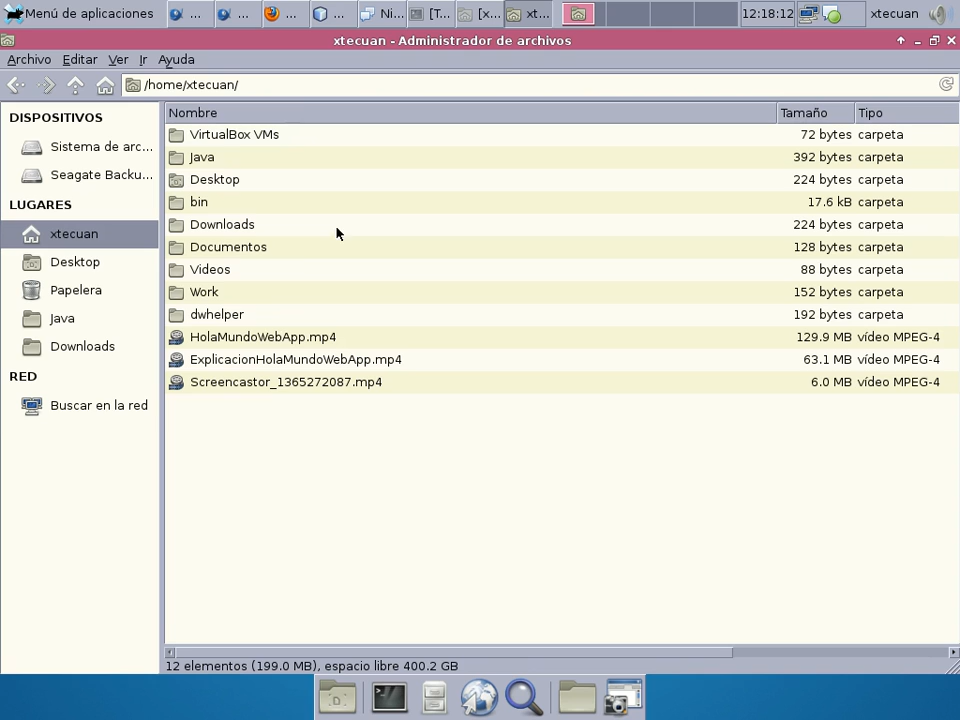 Menú de aplicaciones ... ... ... ... Ni... [T... [x... xt... 12:18:12 xtecuan
xtecuan - Administrador de archivos
Archivo Editar Ver Ir Ayuda
/home/xtecuan/
DISPOSITIVOS
Sistema de arc...
Seagate Backu...
LUGARES
xtecuan
Desktop
Papelera
Java
Downloads
RED
Buscar en la red
Nombre Tamaño Tipo
VirtualBox VMs 72 bytes carpeta
Java 392 bytes carpeta
Desktop 224 bytes carpeta
bin 17.6 kB carpeta
Downloads 224 bytes carpeta
Documentos 128 bytes carpeta
Videos 88 bytes carpeta
Work 152 bytes carpeta
dwhelper 192 bytes carpeta
HolaMundoWebApp.mp4 129.9 MB vídeo MPEG-4
ExplicacionHolaMundoWebApp.mp4 63.1 MB vídeo MPEG-4
Screencastor_1365272087.mp4 6.0 MB vídeo MPEG-4
12 elementos (199.0 MB), espacio libre 400.2 GB